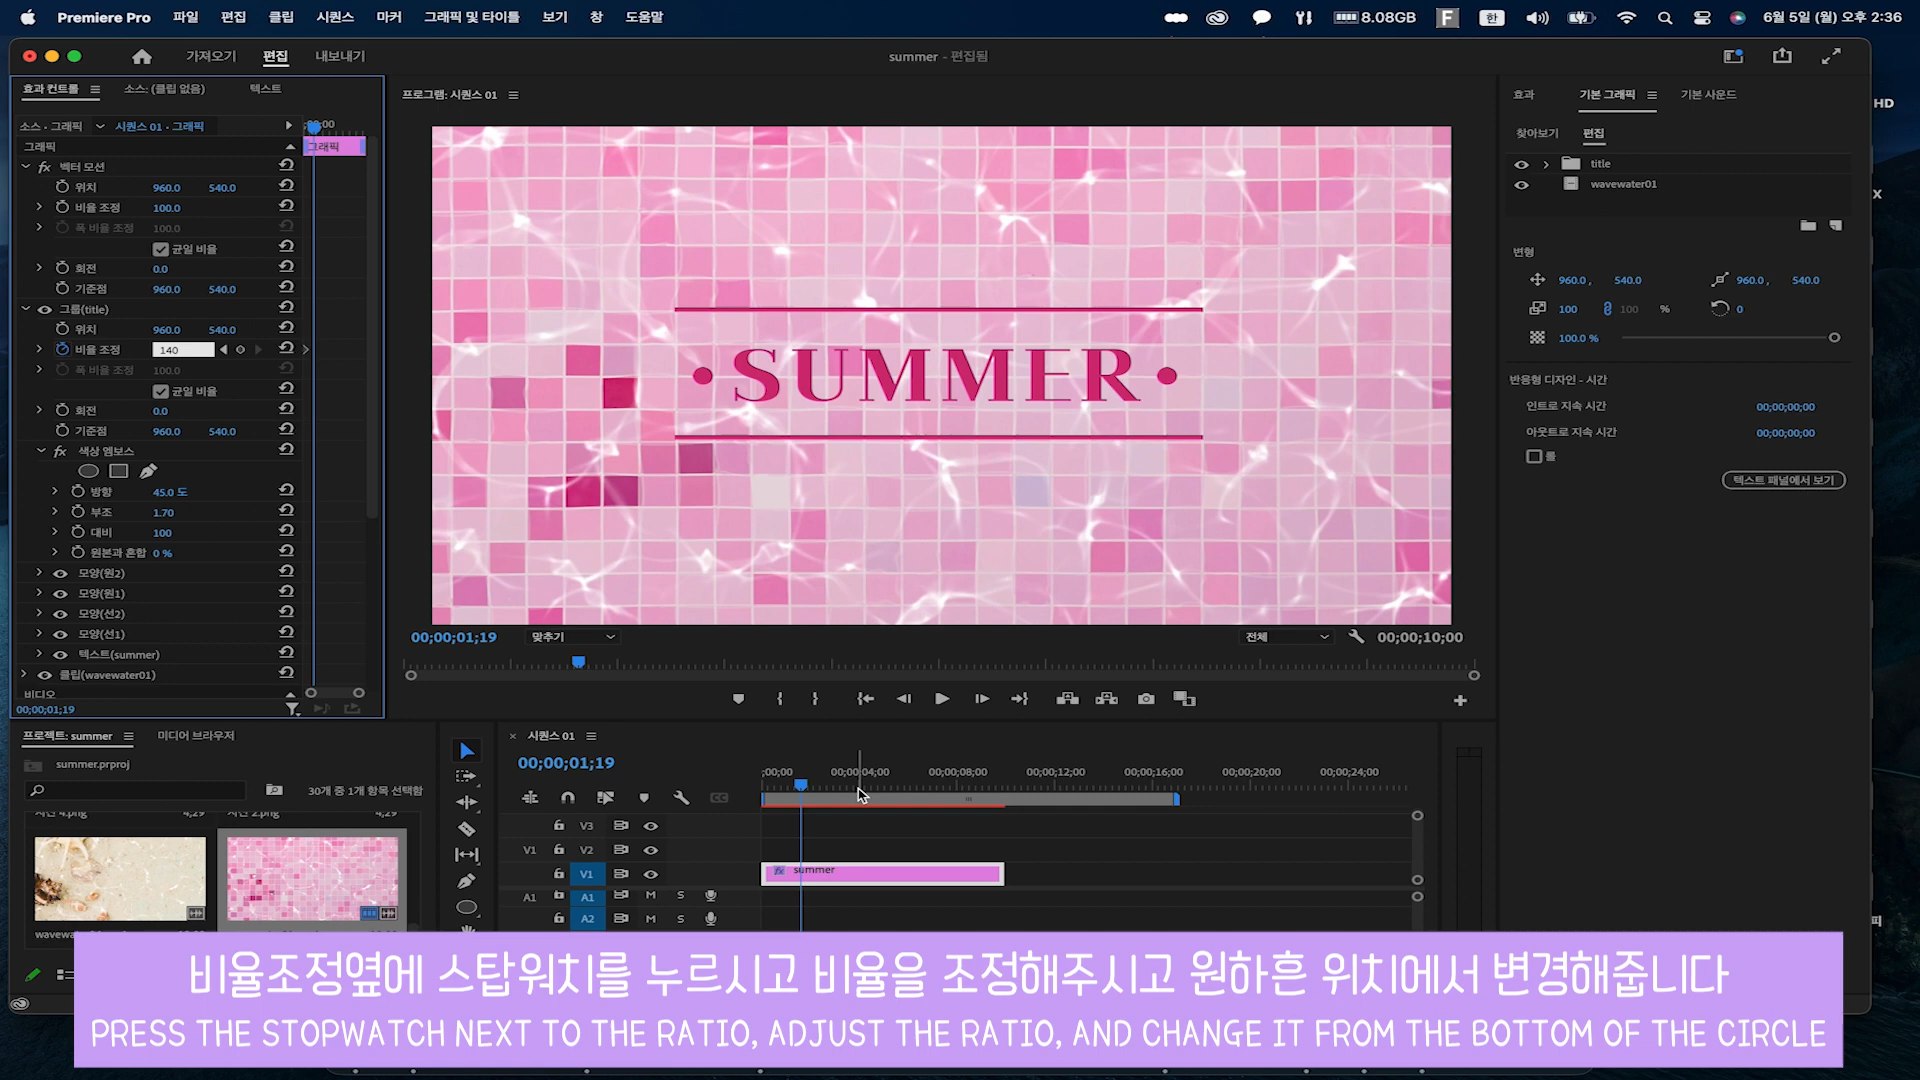 Premiere Pro 파일 편집 클립 시퀀스 마커 그래픽 및 타이틀 보기 창 도움말 8.08GB F 한 6월 5일 (월) 오후 2:36
가져오기 편집 내보내기 summer - 편집됨
HD
X
효과 컨트롤 소스: (클립 없음) 텍스트
소스 · 그래픽 시퀀스 01 · 그래픽
그래픽 그래픽
fx 벡터 모션
위치 960.0 540.0
비율 조정 100.0
폭 비율 조정 100.0
균일 비율
회전 0.0
기준점 960.0 540.0
그룹(title)
위치 960.0 540.0
비율 조정 140
폭 비율 조정 100.0
균일 비율
회전 0.0
기준점 960.0 540.0
fx 색상 엠보스
방향 45.0 도
부조 1.70
대비 100
원본과 혼합 0 %
모양(원2)
모양(원1)
모양(선2)
모양(선1)
텍스트(summer)
클립(wavewater01)
비디오
00;00;01;19
프로그램: 시퀀스 01
•SUMMER•
00;00;01;19 맞추기 전체 00;00;10;00
효과 기본 그래픽 기본 사운드
찾아보기 편집
title
wavewater01
변형
960.0 , 540.0 960.0 , 540.0
100 100 % 0
100.0 %
반응형 디자인 - 시간
인트로 지속 시간 00;00;00;00
아웃트로 지속 시간 00;00;00;00
롤
텍스트 패널에서 보기
프로젝트: summer 미디어 브라우저
summer.prproj
30개 중 1개 항목 선택함
사진 4.png 4;29 사진 2.png 4;29
시퀀스 01
00;00;01;19
;00;00 00;00;04;00 00;00;08;00 00;00;12;00 00;00;16;00 00;00;20;00 00;00;24;00
V3
V1 V2
V1 fx summer
A1 A1 M S
A2 M S
비율조정옆에 스탑워치를 누르시고 비율을 조정해주시고 원하흔 위치에서 변경해줍니다
PRESS THE STOPWATCH NEXT TO THE RATIO, ADJUST THE RATIO, AND CHANGE IT FROM THE BOTTOM OF THE CIRCLE